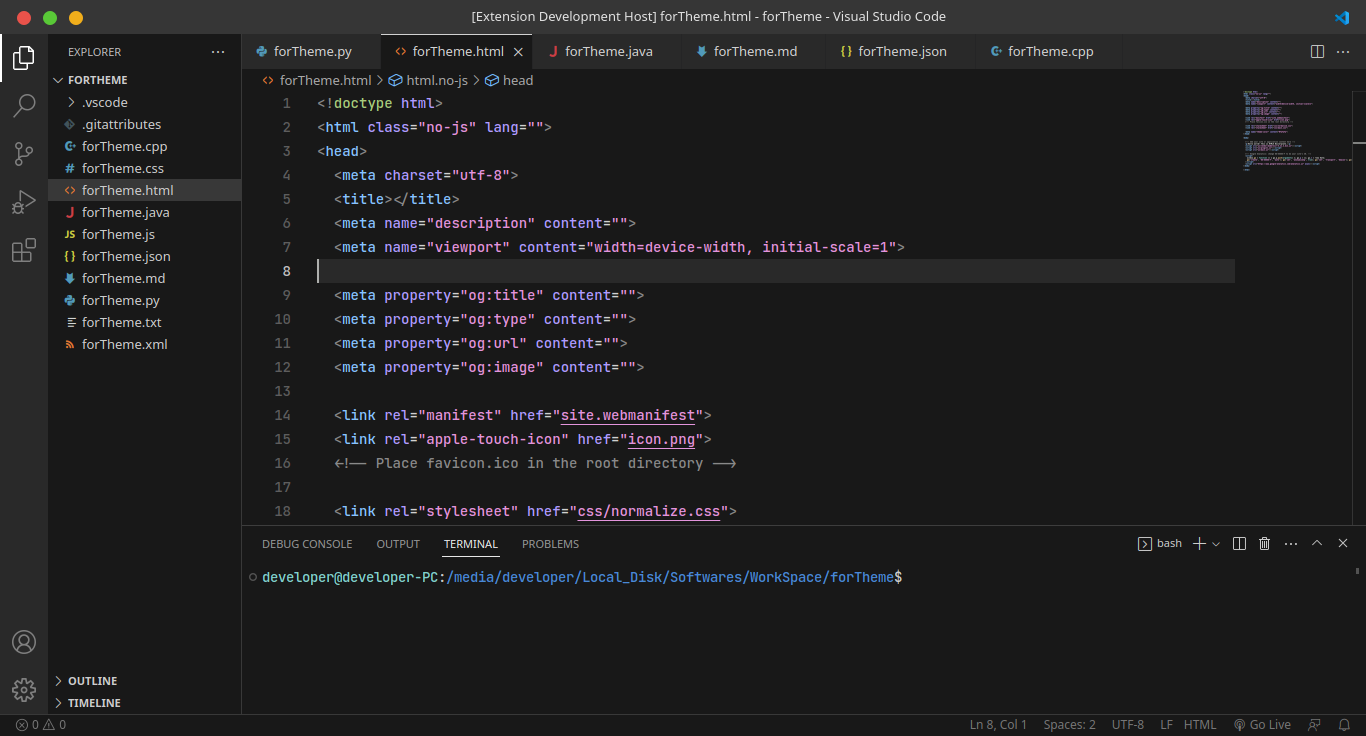 [Extension Development Host] forTheme.html - forTheme - Visual Studio Code
EXPLORER
FORTHEME
.vscode
.gitattributes
forTheme.cpp
forTheme.css
forTheme.html
forTheme.java
JS forTheme.js
forTheme.json
forTheme.md
forTheme.py
forTheme.txt
forTheme.xml
OUTLINE
TIMELINE
forTheme.py forTheme.html forTheme.java forTheme.md forTheme.json forTheme.cpp
forTheme.html > html.no-js > head
1 <!doctype html>
2 <html class="no-js" lang="">
3 <head>
4 <meta charset="utf-8">
5 <title></title>
6 <meta name="description" content="">
7 <meta name="viewport" content="width=device-width, initial-scale=1">
8
9 <meta property="og:title" content="">
10 <meta property="og:type" content="">
11 <meta property="og:url" content="">
12 <meta property="og:image" content="">
13
14 <link rel="manifest" href="site.webmanifest">
15 <link rel="apple-touch-icon" href="icon.png">
16 <!-- Place favicon.ico in the root directory -->
17
18 <link rel="stylesheet" href="css/normalize.css">
DEBUG CONSOLE OUTPUT TERMINAL PROBLEMS bash
developer@developer-PC:/media/developer/Local_Disk/Softwares/WorkSpace/forTheme$
0 0 Ln 8, Col 1 Spaces: 2 UTF-8 LF HTML Go Live